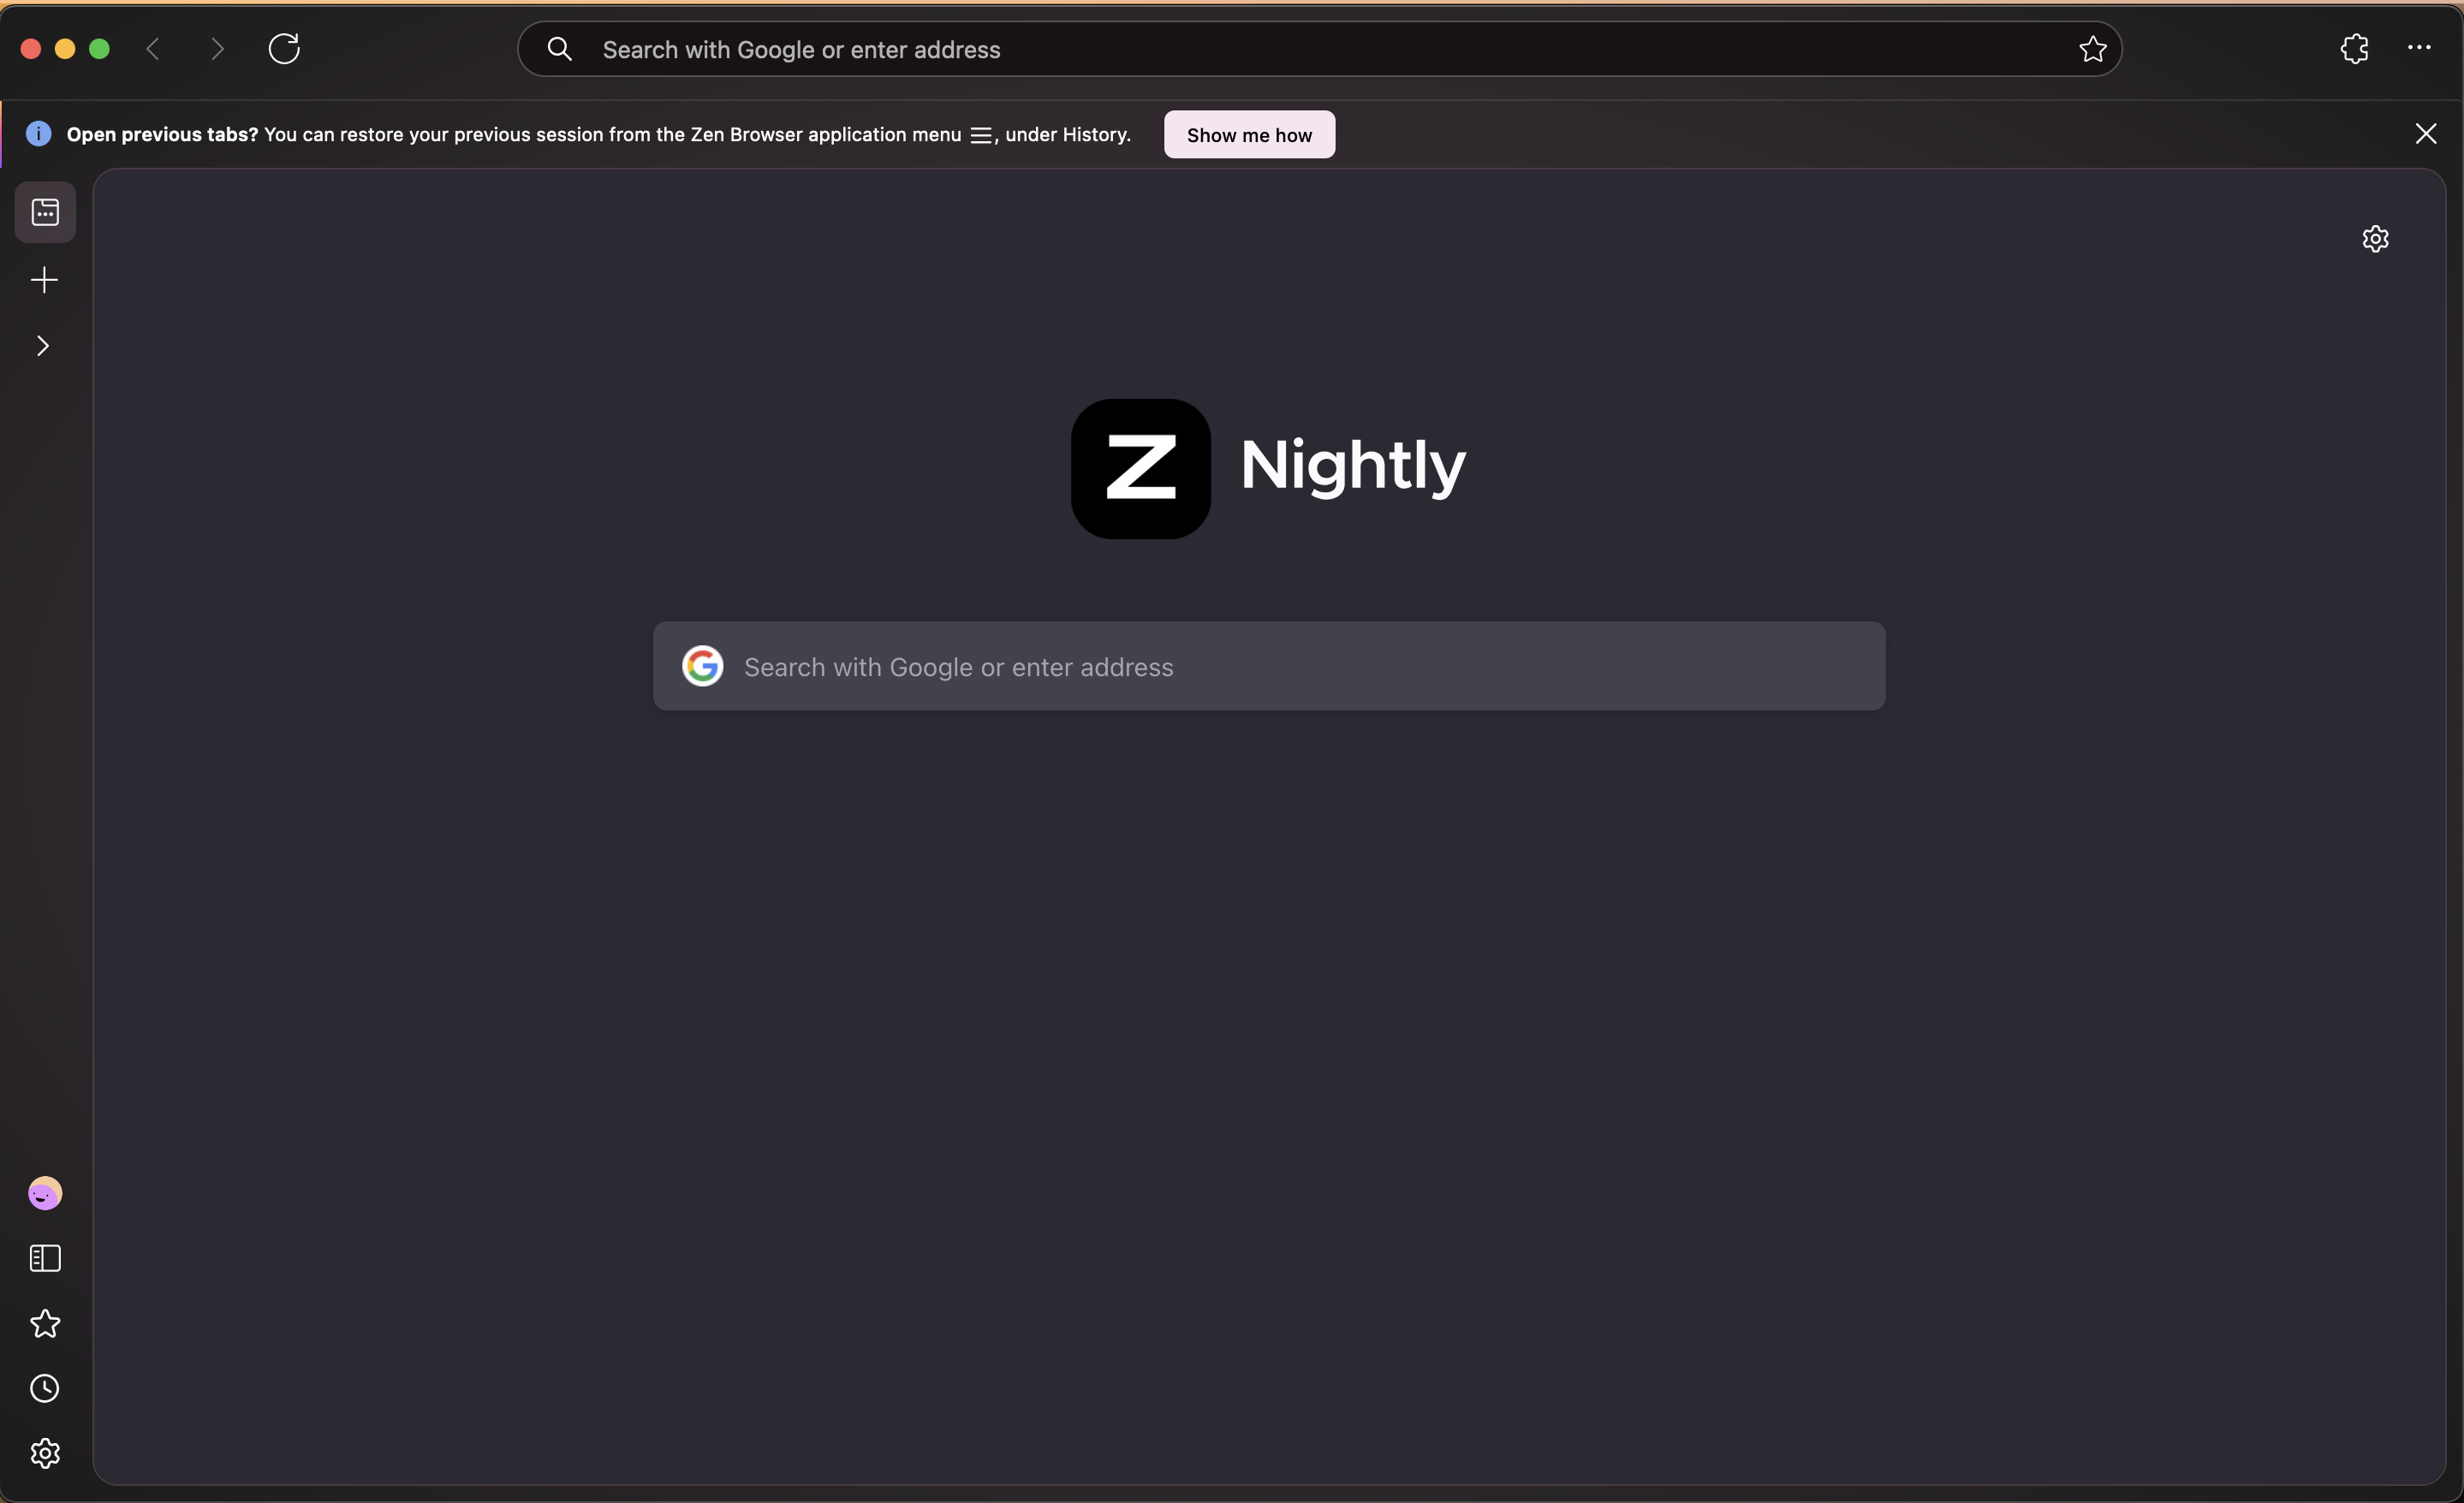 Search with Google or enter address
Open previous tabs? You can restore your previous session from the Zen Browser application menu ☰, under History.
Show me how
Z Nightly
Search with Google or enter address